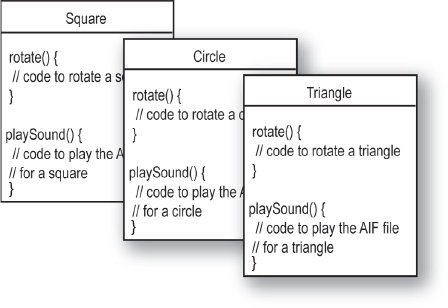 Square
rotate() {
// code to rotate a
}
playSound() {
// code to play the
// for a square
}
Circle
rotate() {
// code to rotate a
}
playSound() {
// code to play the
// for a circle
}
Triangle
rotate() {
// code to rotate a triangle
}
playSound() {
// code to play the AIF file
// for a triangle
}